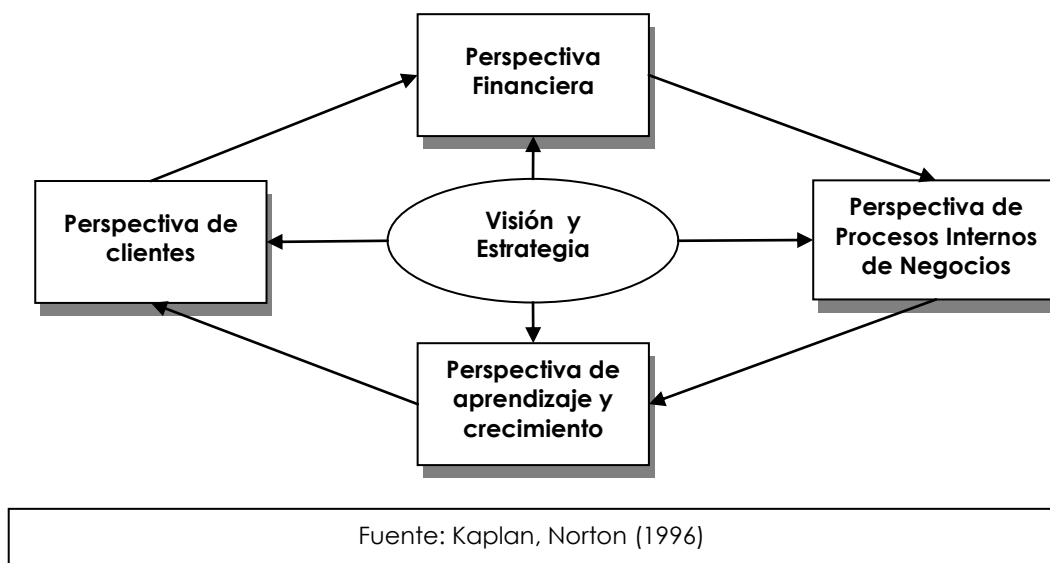 Perspectiva
Financiera
Perspectiva de
clientes
Visión y
Estrategia
Perspectiva de
Procesos Internos
de Negocios
Perspectiva de
aprendizaje y
crecimiento
Fuente: Kaplan, Norton (1996)